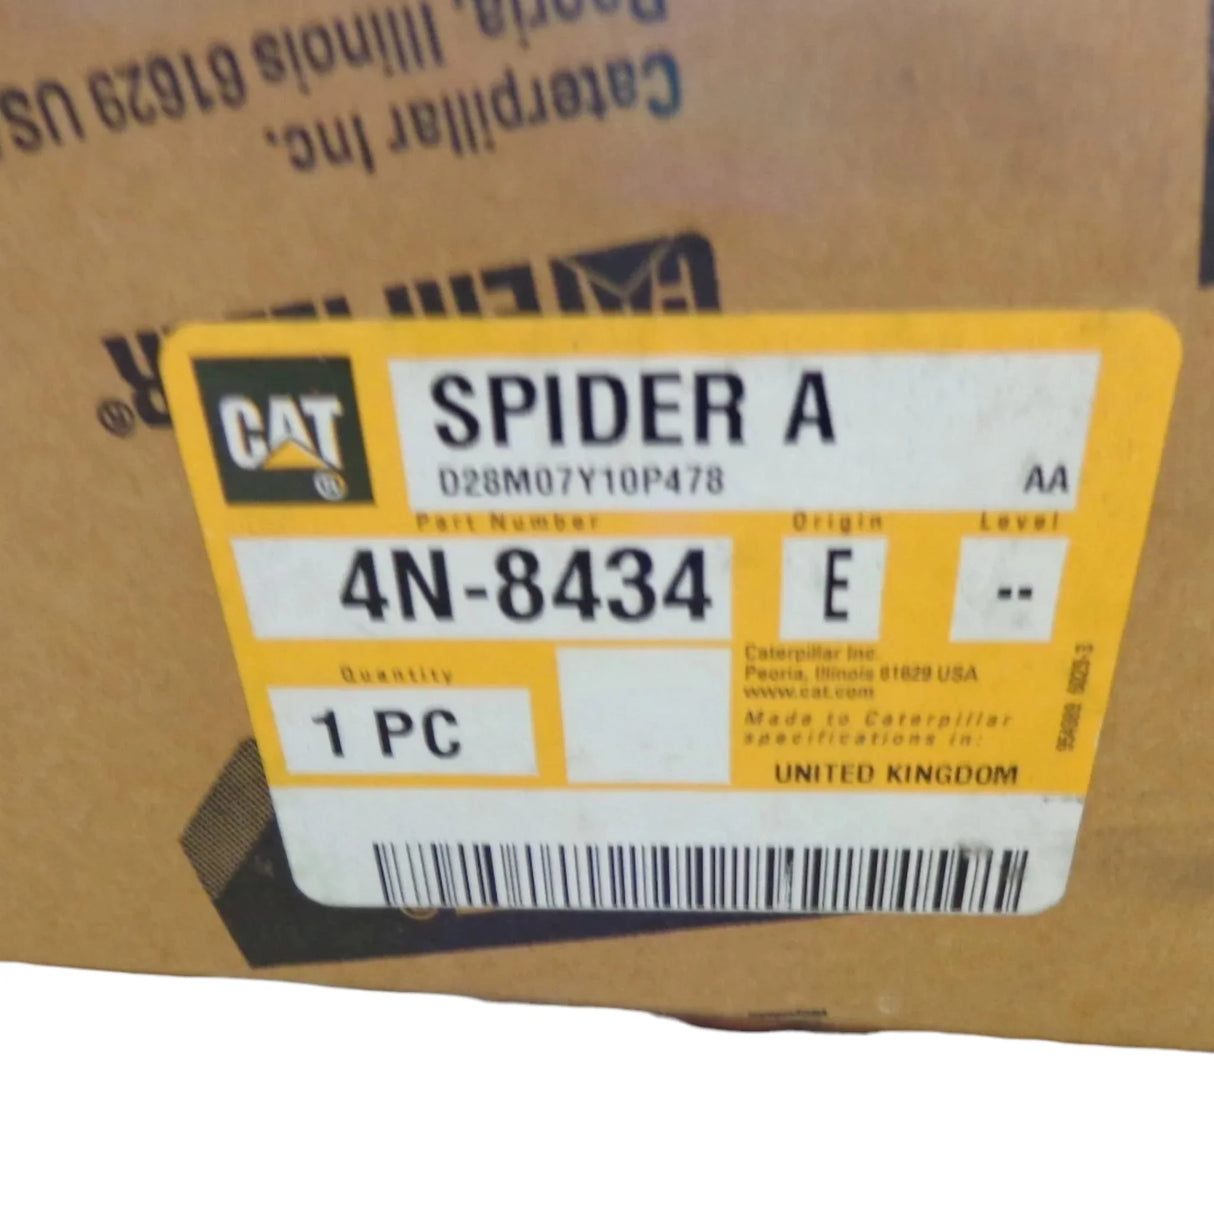 Peoria, Illinois 61629 US
Caterpillar Inc.
CAT
®
SPIDER A
D28M07Y10P478 AA
Part Number Origin Level
4N-8434 E --
Quantity
1 PC
Caterpillar Inc.
Peoria, Illinois 61629 USA
www.cat.com
Made to Caterpillar
specifications in:
UNITED KINGDOM